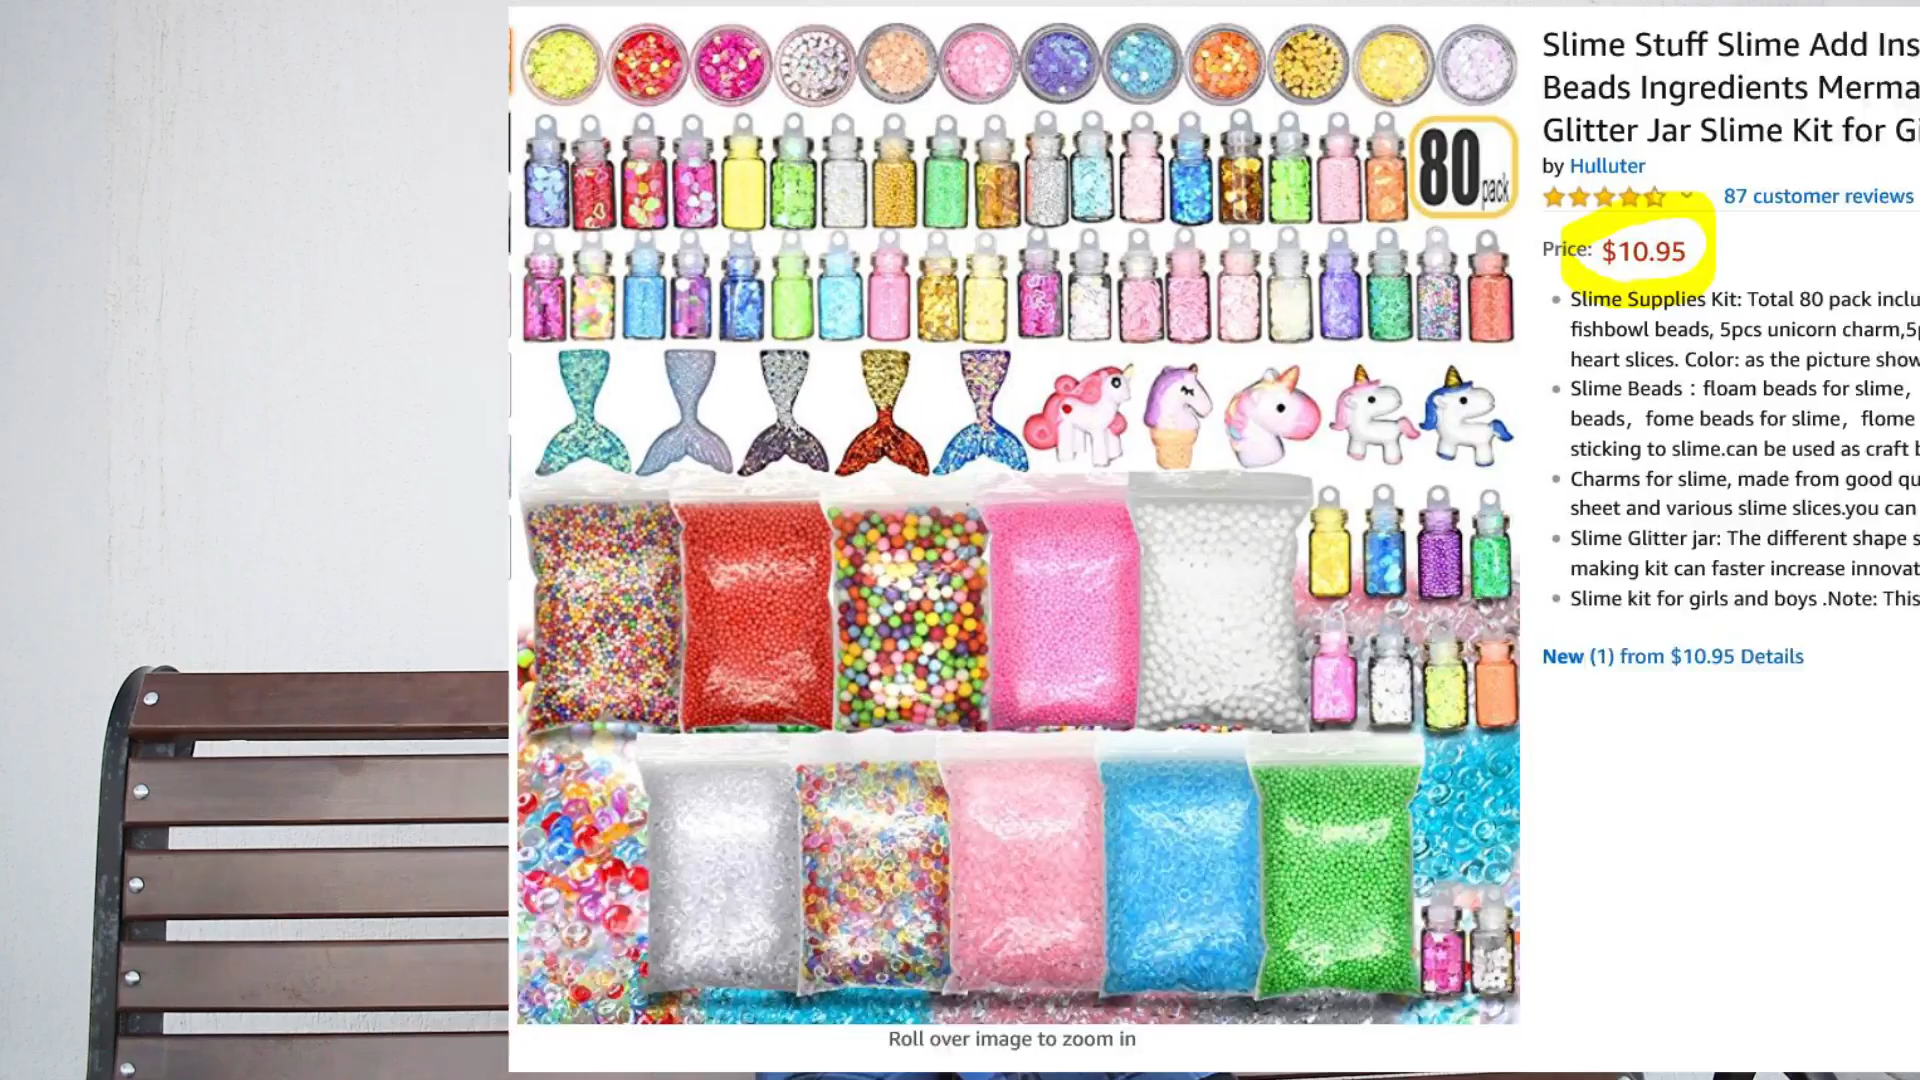 Slime Stuff Slime Add Ins
Beads Ingredients Merma
Glitter Jar Slime Kit for Gi
by Hulluter
87 customer reviews
Price: $10.95
Slime Supplies Kit: Total 80 pack inclu
fishbowl beads, 5pcs unicorn charm,5p
heart slices. Color: as the picture show
Slime Beads : floam beads for slime,
beads, fome beads for slime, flome
sticking to slime.can be used as craft b
Charms for slime, made from good qu
sheet and various slime slices.you can
Slime Glitter jar: The different shape s
making kit can faster increase innovat
Slime kit for girls and boys .Note: This
New (1) from $10.95 Details
80
pack
Roll over image to zoom in